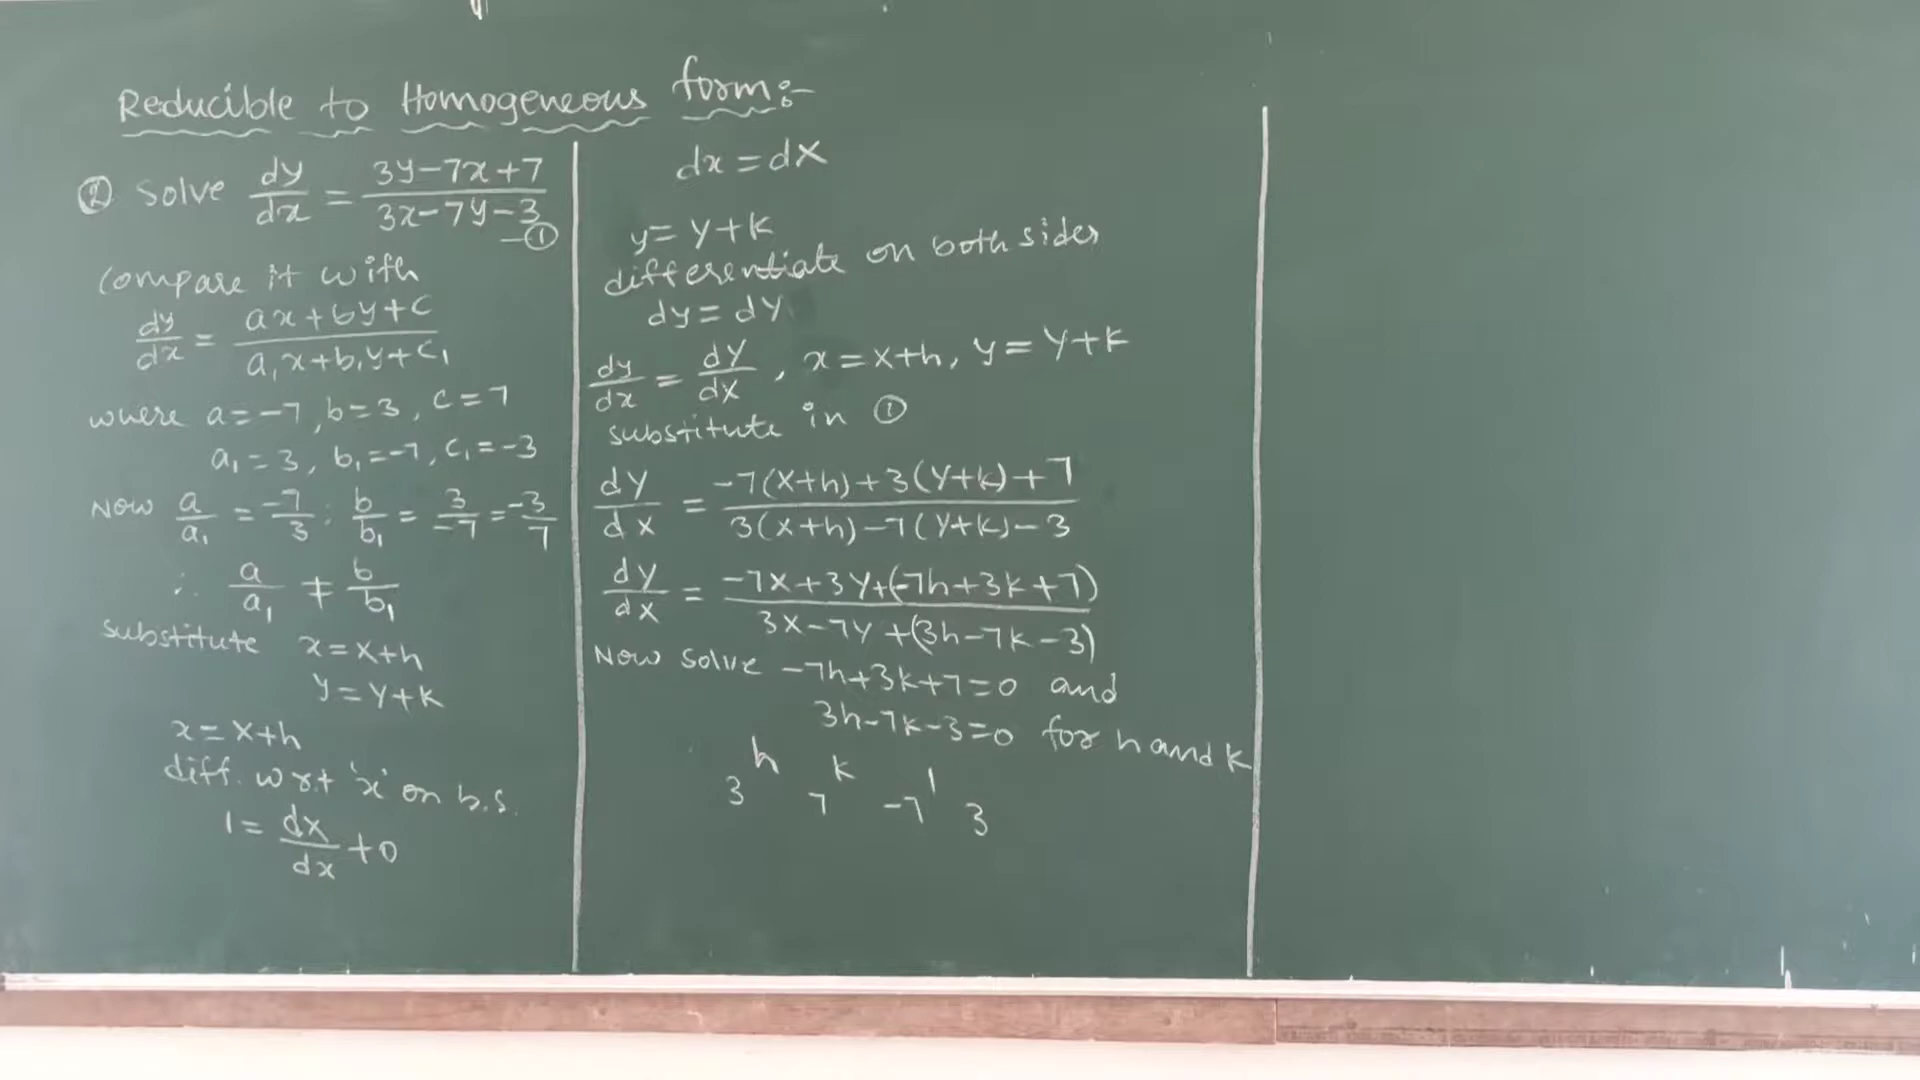 Reducible to Homogeneous form:-
② Solve dy/dx = (3y-7x+7)/(3x-7y-3) -①
Compare it with
dy/dx = (ax+by+c)/(a₁x+b₁y+c₁)
where a=-7, b=3, c=7
a₁=3, b₁=-7, c₁=-3
Now a/a₁ = -7/3 ; b/b₁ = 3/-7 = -3/7
∴ a/a₁ ≠ b/b₁
substitute x=X+h
y=Y+k
x=X+h
diff. w.r.t 'x' on b.s.
1 = dX/dx + 0
dx = dX
y=Y+k
differentiate on both sides
dy = dY
dy/dx = dY/dX, x=X+h, y=Y+k
substitute in ①
dY/dX = (-7(X+h)+3(Y+k)+7)/(3(X+h)-7(Y+k)-3)
dY/dX = (-7X+3Y+(-7h+3k+7))/(3X-7Y+(3h-7k-3))
Now solve -7h+3k+7=0 and
3h-7k-3=0 for h and k
h k 1
3 7 -7 3